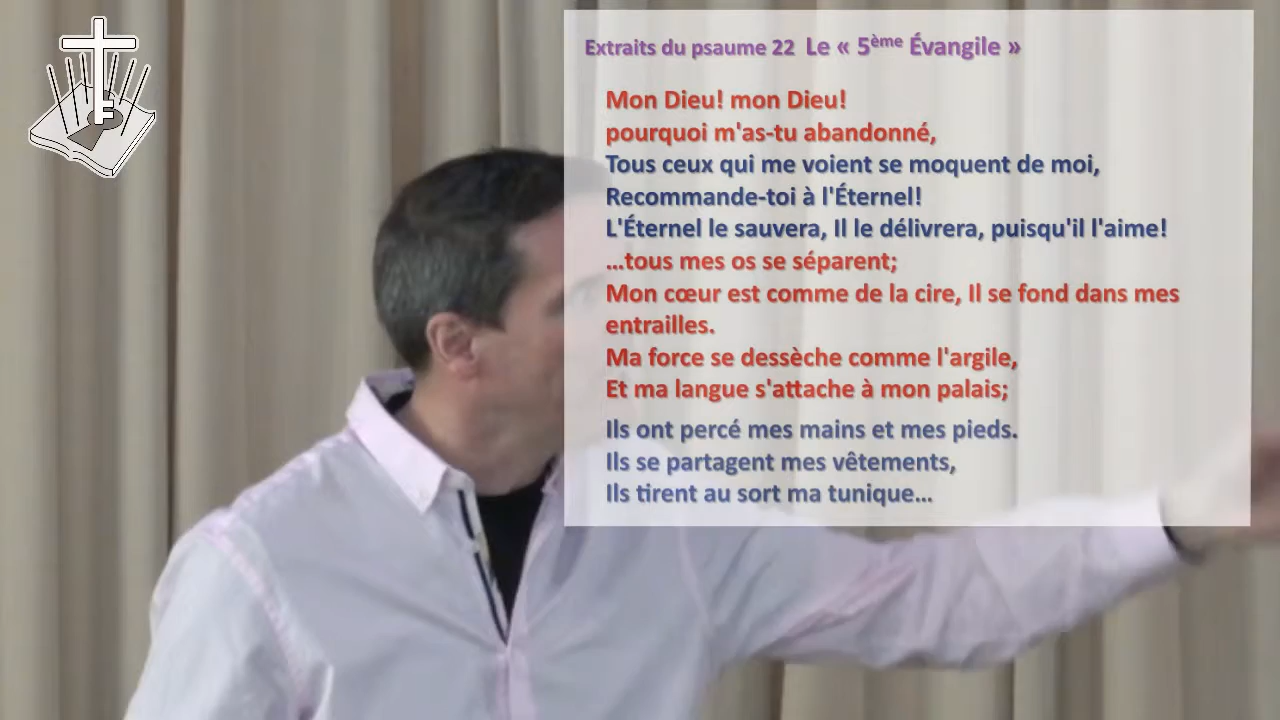 Extraits du psaume 22 Le « 5ème Évangile »
Mon Dieu! mon Dieu!
pourquoi m'as-tu abandonné,
Tous ceux qui me voient se moquent de moi,
Recommande-toi à l'Éternel!
L'Éternel le sauvera, Il le délivrera, puisqu'il l'aime!
...tous mes os se séparent;
Mon cœur est comme de la cire, Il se fond dans mes
entrailles.
Ma force se dessèche comme l'argile,
Et ma langue s'attache à mon palais;
Ils ont percé mes mains et mes pieds.
Ils se partagent mes vêtements,
Ils tirent au sort ma tunique...